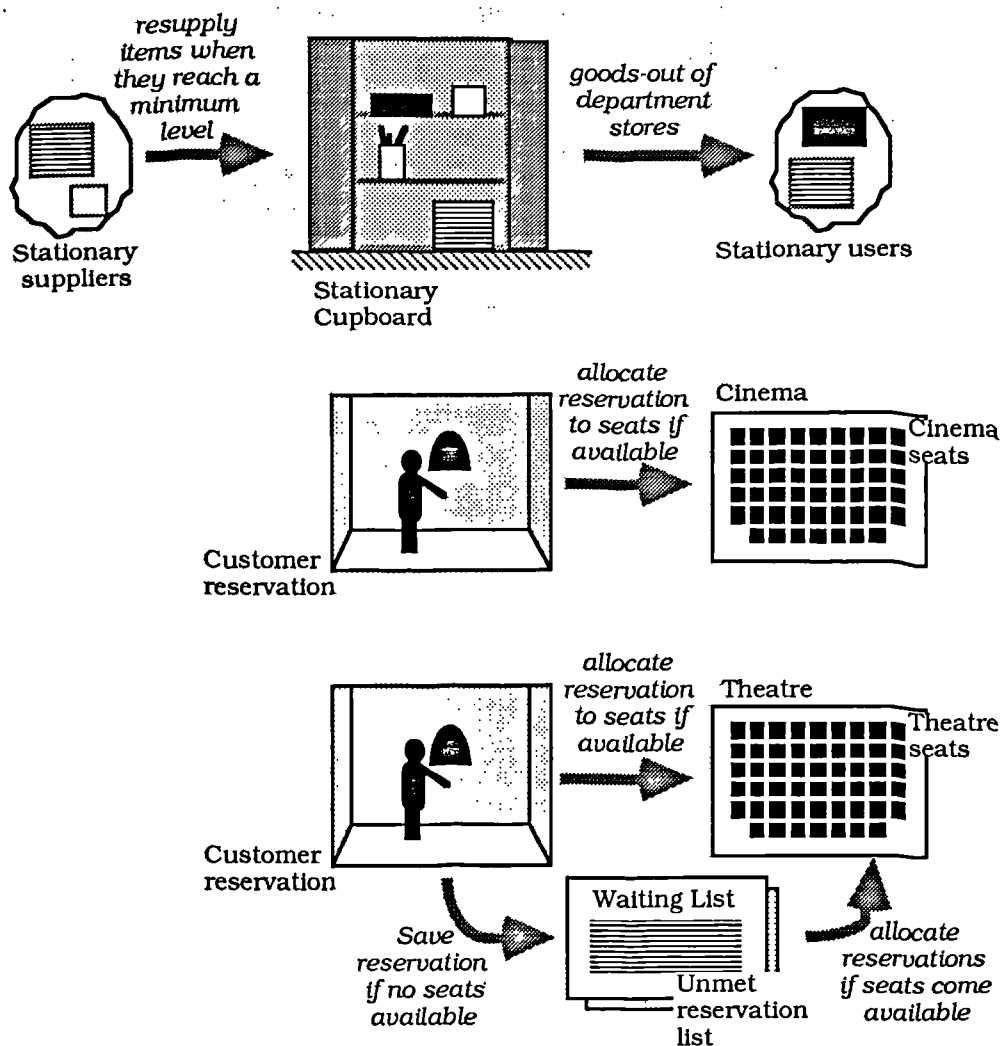 resupply
items when
they reach a
minimum
level
goods-out of
department
stores
Stationary
suppliers
Stationary
Cupboard
Stationary users
allocate
reservation
to seats if
available
Cinema
Cinema
seats
Customer
reservation
allocate
reservation
to seats if
available
Theatre
Theatre
seats
Customer
reservation
Save
reservation
if no seats
available
Waiting List
Unmet
reservation
list
allocate
reservations
if seats come
available